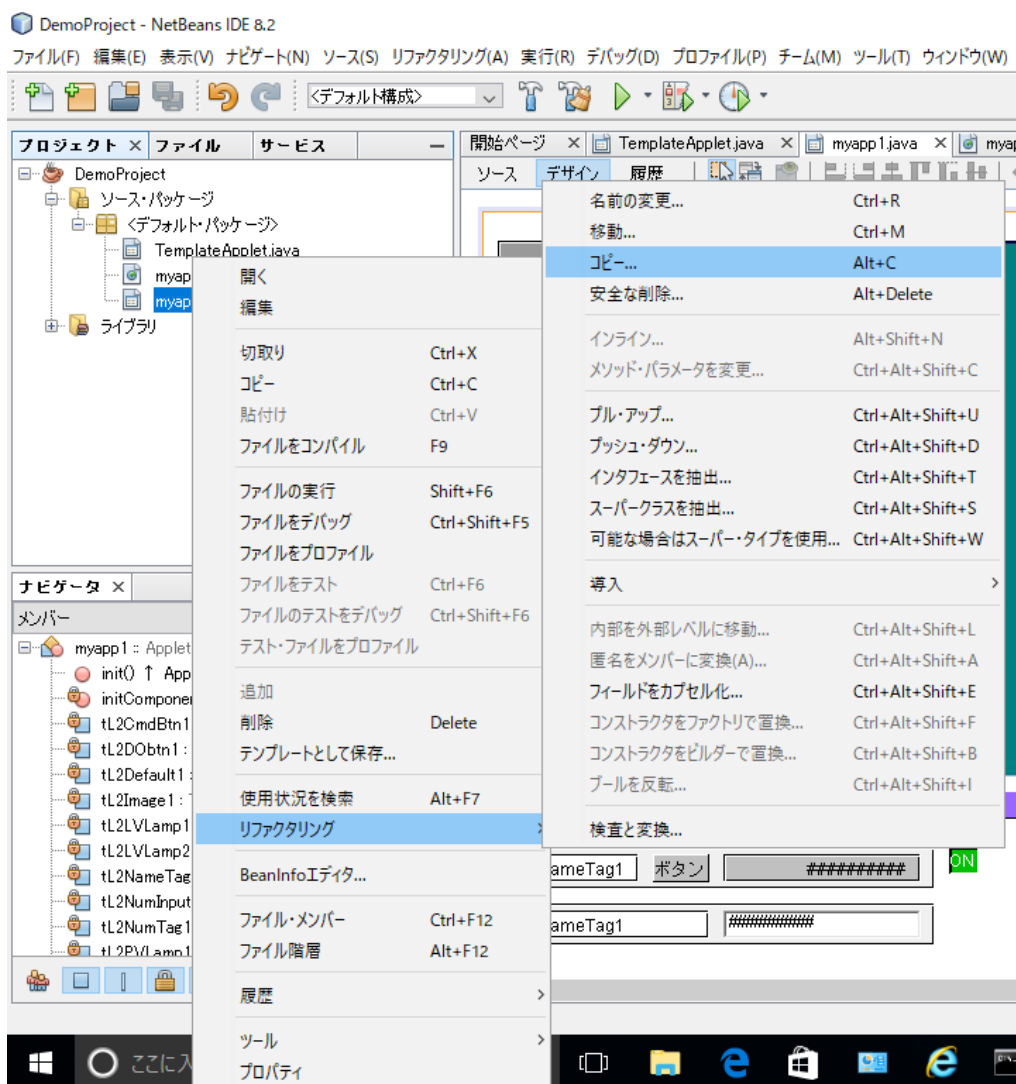 DemoProject - NetBeans IDE 8.2
ファイル(F) 編集(E) 表示(V) ナビゲート(N) ソース(S) リファクタリング(A) 実行(R) デバッグ(D) プロファイル(P) チーム(M) ツール(T) ウィンドウ(W)
<デフォルト構成>
プロジェクト ファイル サービス
開始ページ TemplateApplet.java myapp1.java myap
ソース デザイン 履歴
DemoProject
ソース・パッケージ
<デフォルト・パッケージ>
TemplateApplet.java
myap
myap
ライブラリ
開く
編集
切取り Ctrl+X
コピー Ctrl+C
貼付け Ctrl+V
ファイルをコンパイル F9
ファイルの実行 Shift+F6
ファイルをデバッグ Ctrl+Shift+F5
ファイルをプロファイル
ファイルをテスト Ctrl+F6
ファイルのテストをデバッグ Ctrl+Shift+F6
テスト・ファイルをプロファイル
追加
削除 Delete
テンプレートとして保存...
使用状況を検索 Alt+F7
リファクタリング
BeanInfoエディタ...
ファイル・メンバー Ctrl+F12
ファイル階層 Alt+F12
履歴
ツール
プロパティ
名前の変更... Ctrl+R
移動... Ctrl+M
コピー... Alt+C
安全な削除... Alt+Delete
インライン... Alt+Shift+N
メソッド・パラメータを変更... Ctrl+Alt+Shift+C
プル・アップ... Ctrl+Alt+Shift+U
プッシュ・ダウン... Ctrl+Alt+Shift+D
インタフェースを抽出... Ctrl+Alt+Shift+T
スーパークラスを抽出... Ctrl+Alt+Shift+S
可能な場合はスーパー・タイプを使用... Ctrl+Alt+Shift+W
導入
内部を外部レベルに移動... Ctrl+Alt+Shift+L
匿名をメンバーに変換(A)... Ctrl+Alt+Shift+A
フィールドをカプセル化... Ctrl+Alt+Shift+E
コンストラクタをファクトリで置換... Ctrl+Alt+Shift+F
コンストラクタをビルダーで置換... Ctrl+Alt+Shift+B
ブールを反転... Ctrl+Alt+Shift+I
検査と変換...
ナビゲータ
メンバー
myapp1 :: Applet
init() ↑ App
initComponen
tL2CmdBtn1
tL2DObtn1 :
tL2Default1 :
tL2Image1 :
tL2LVLamp1
tL2LVLamp2
tL2NameTag
tL2NumInput
tL2NumTag1
tL2PVLamp1
ameTag1 ボタン ########## ON
ameTag1 ##########
ここに入